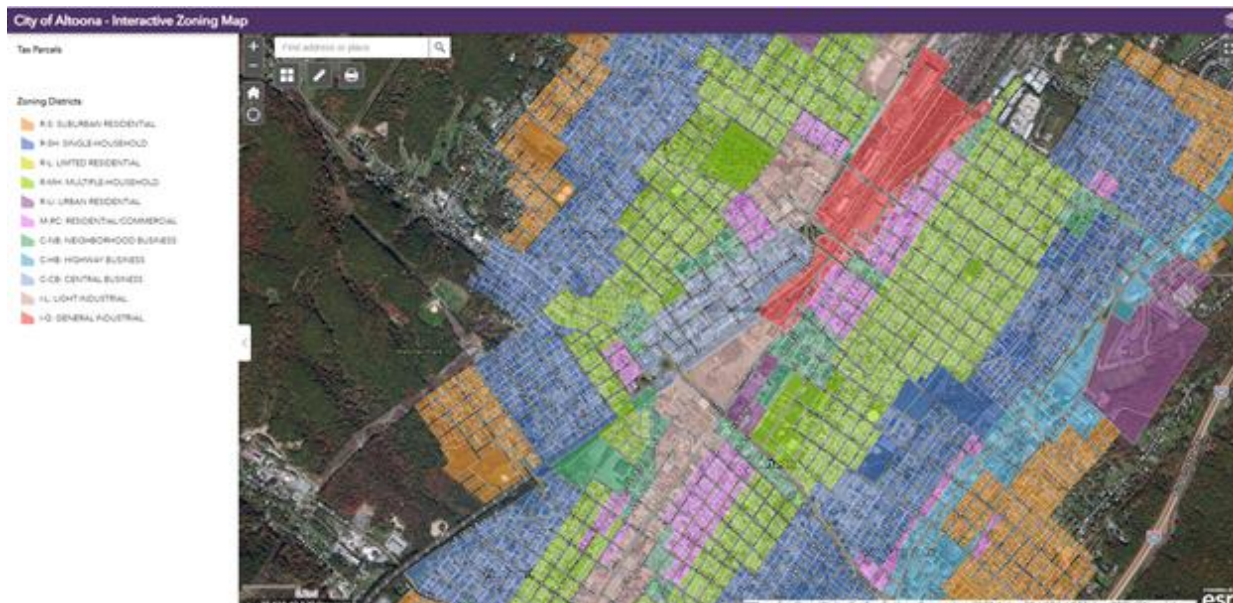 City of Altoona - Interactive Zoning Map
Tax Parcels
Find address or place
Zoning Districts
R-S: SUBURBAN RESIDENTIAL
R-SH: SINGLE-HOUSEHOLD
R-L: LIMITED RESIDENTIAL
R-MH: MULTIPLE-HOUSEHOLD
R-U: URBAN RESIDENTIAL
M-RC: RESIDENTIAL/COMMERCIAL
C-NB: NEIGHBORHOOD BUSINESS
C-HB: HIGHWAY BUSINESS
C-CB: CENTRAL BUSINESS
I-L: LIGHT INDUSTRIAL
I-G: GENERAL INDUSTRIAL
esri